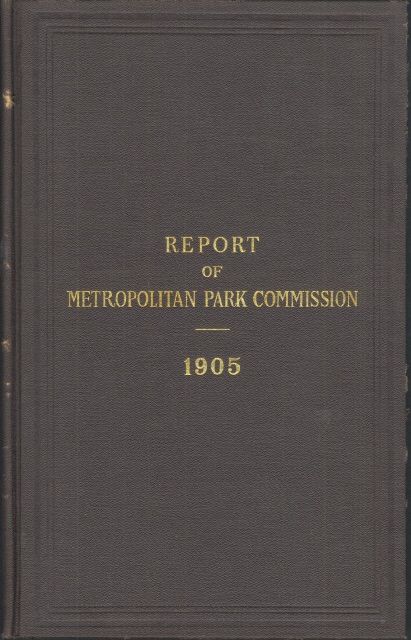 REPORT
OF
METROPOLITAN PARK COMMISSION
1905